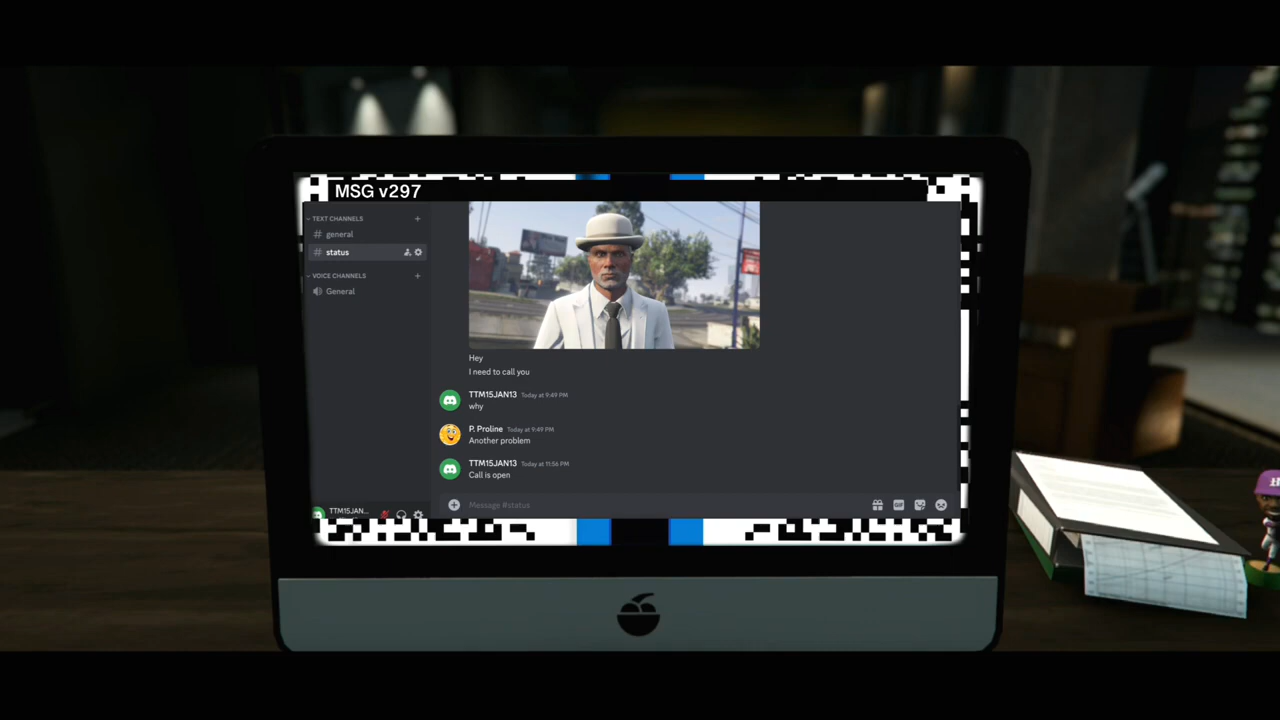 MSG v297
TEXT CHANNELS
general
status
VOICE CHANNELS
General
Hey
I need to call you
TTM15JAN13 Today at 9:49 PM
why
P. Proline Today at 9:49 PM
Another problem
TTM15JAN13 Today at 11:56 PM
Call is open
TTM15JAN...
Message #status
GIF